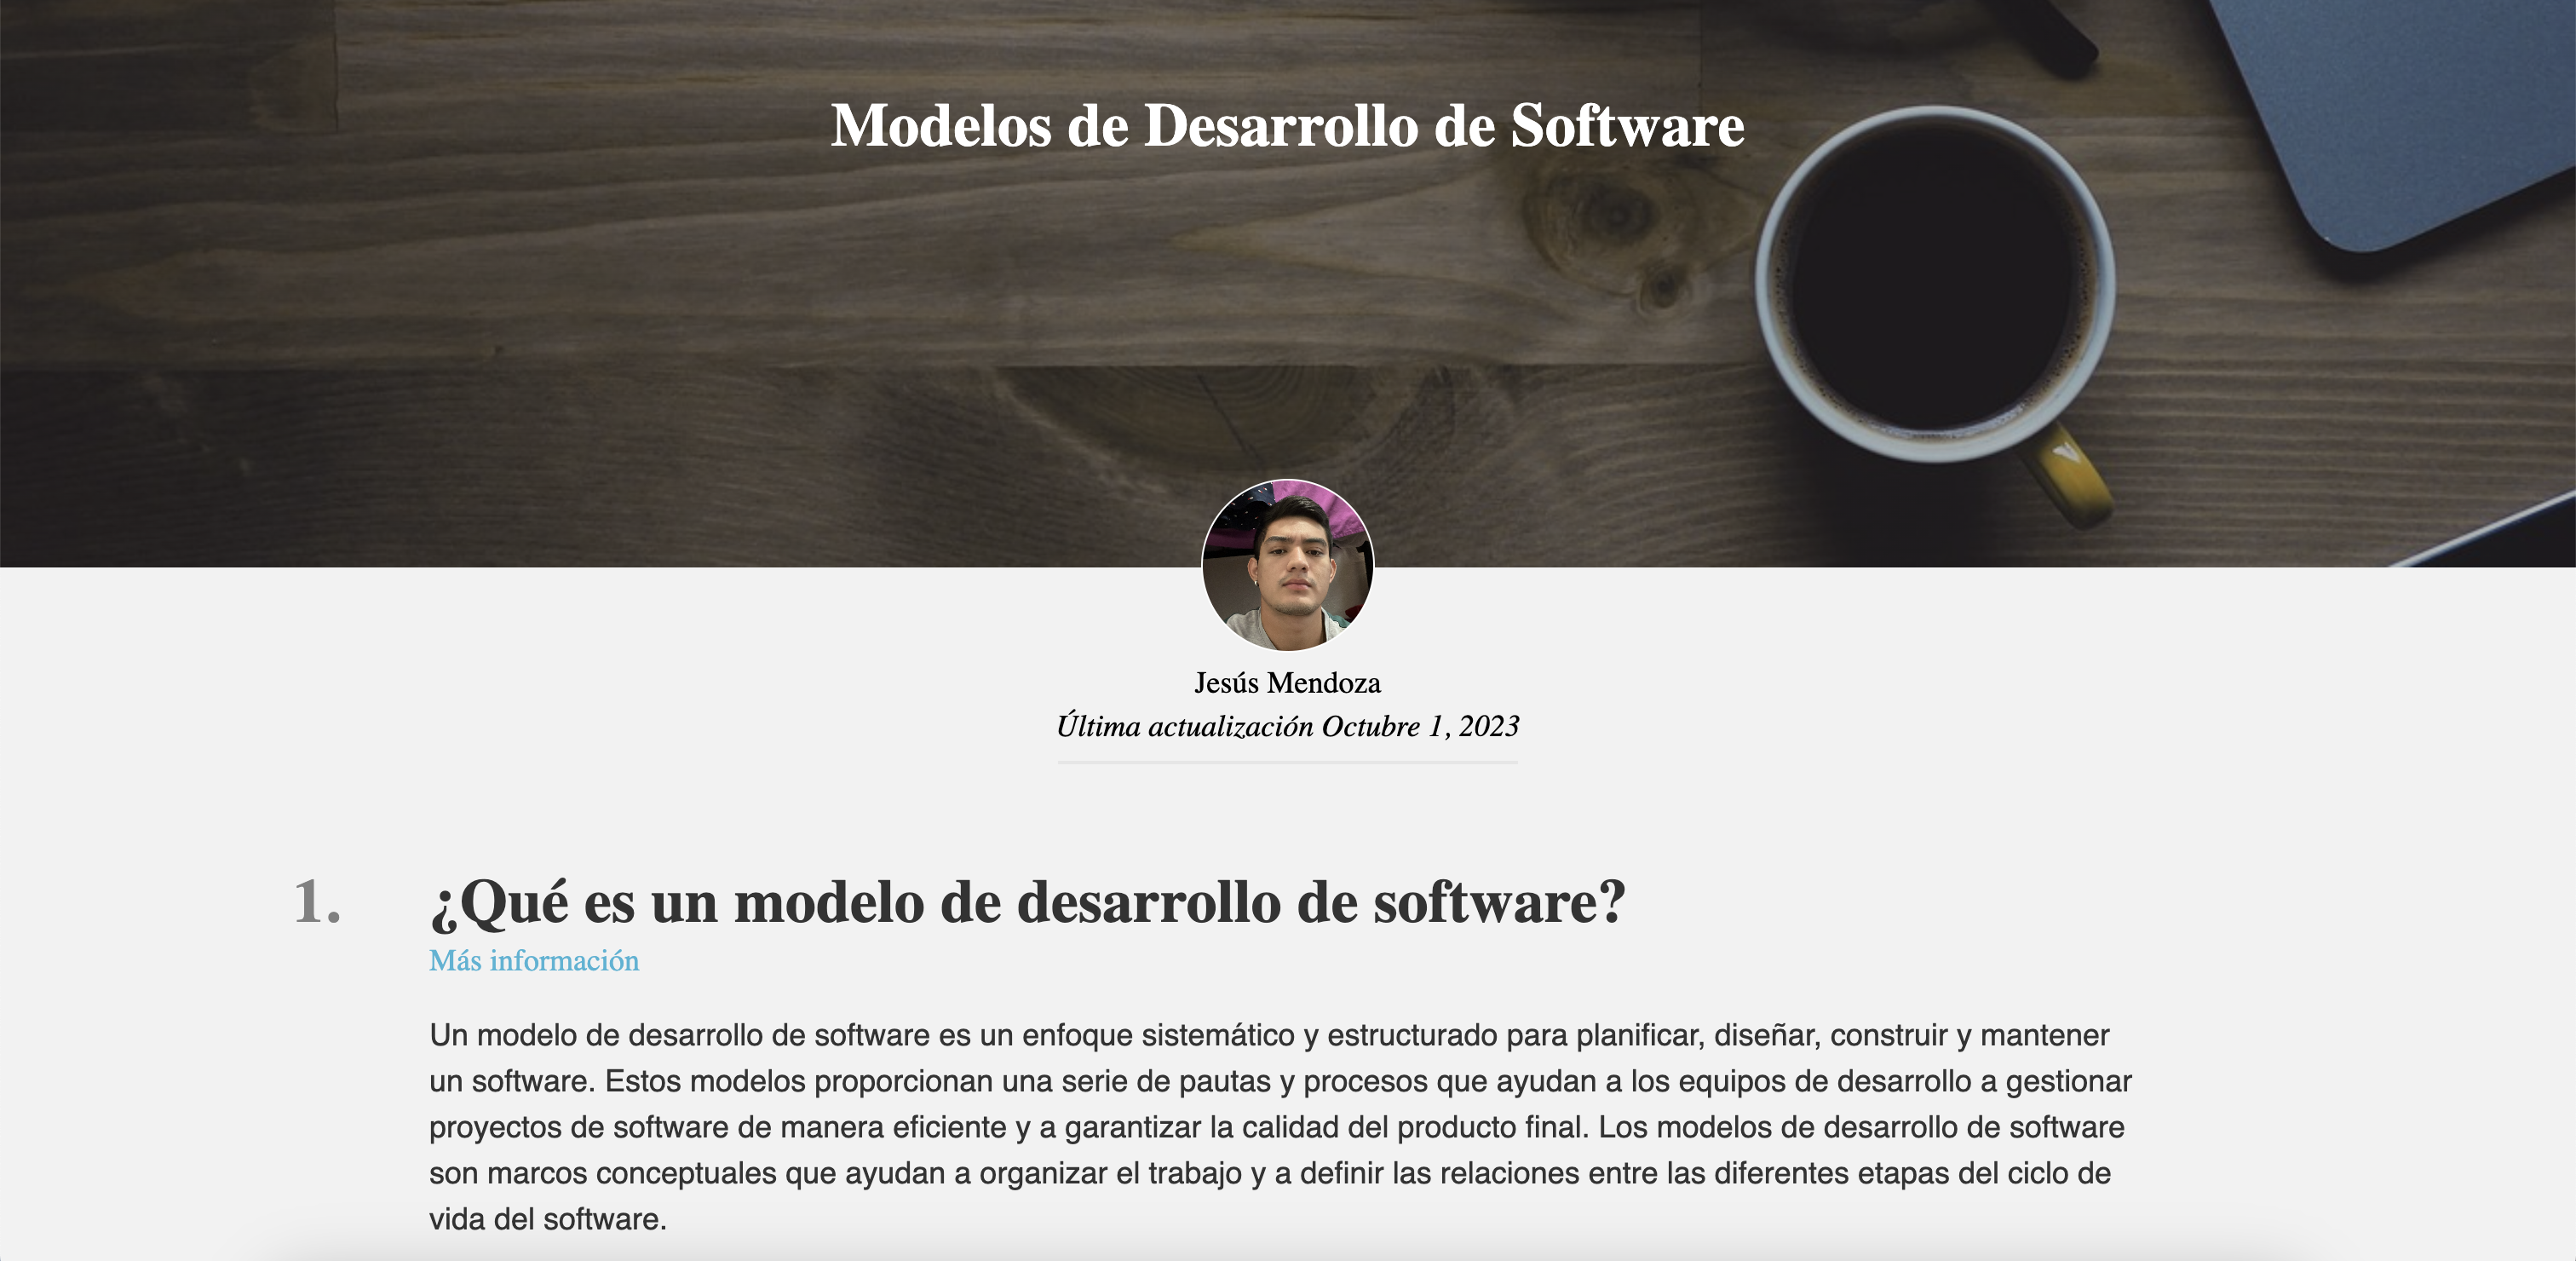 Modelos de Desarrollo de Software
Jesús Mendoza
Última actualización Octubre 1, 2023
1. ¿Qué es un modelo de desarrollo de software?
Más información
Un modelo de desarrollo de software es un enfoque sistemático y estructurado para planificar, diseñar, construir y mantener
un software. Estos modelos proporcionan una serie de pautas y procesos que ayudan a los equipos de desarrollo a gestionar
proyectos de software de manera eficiente y a garantizar la calidad del producto final. Los modelos de desarrollo de software
son marcos conceptuales que ayudan a organizar el trabajo y a definir las relaciones entre las diferentes etapas del ciclo de
vida del software.